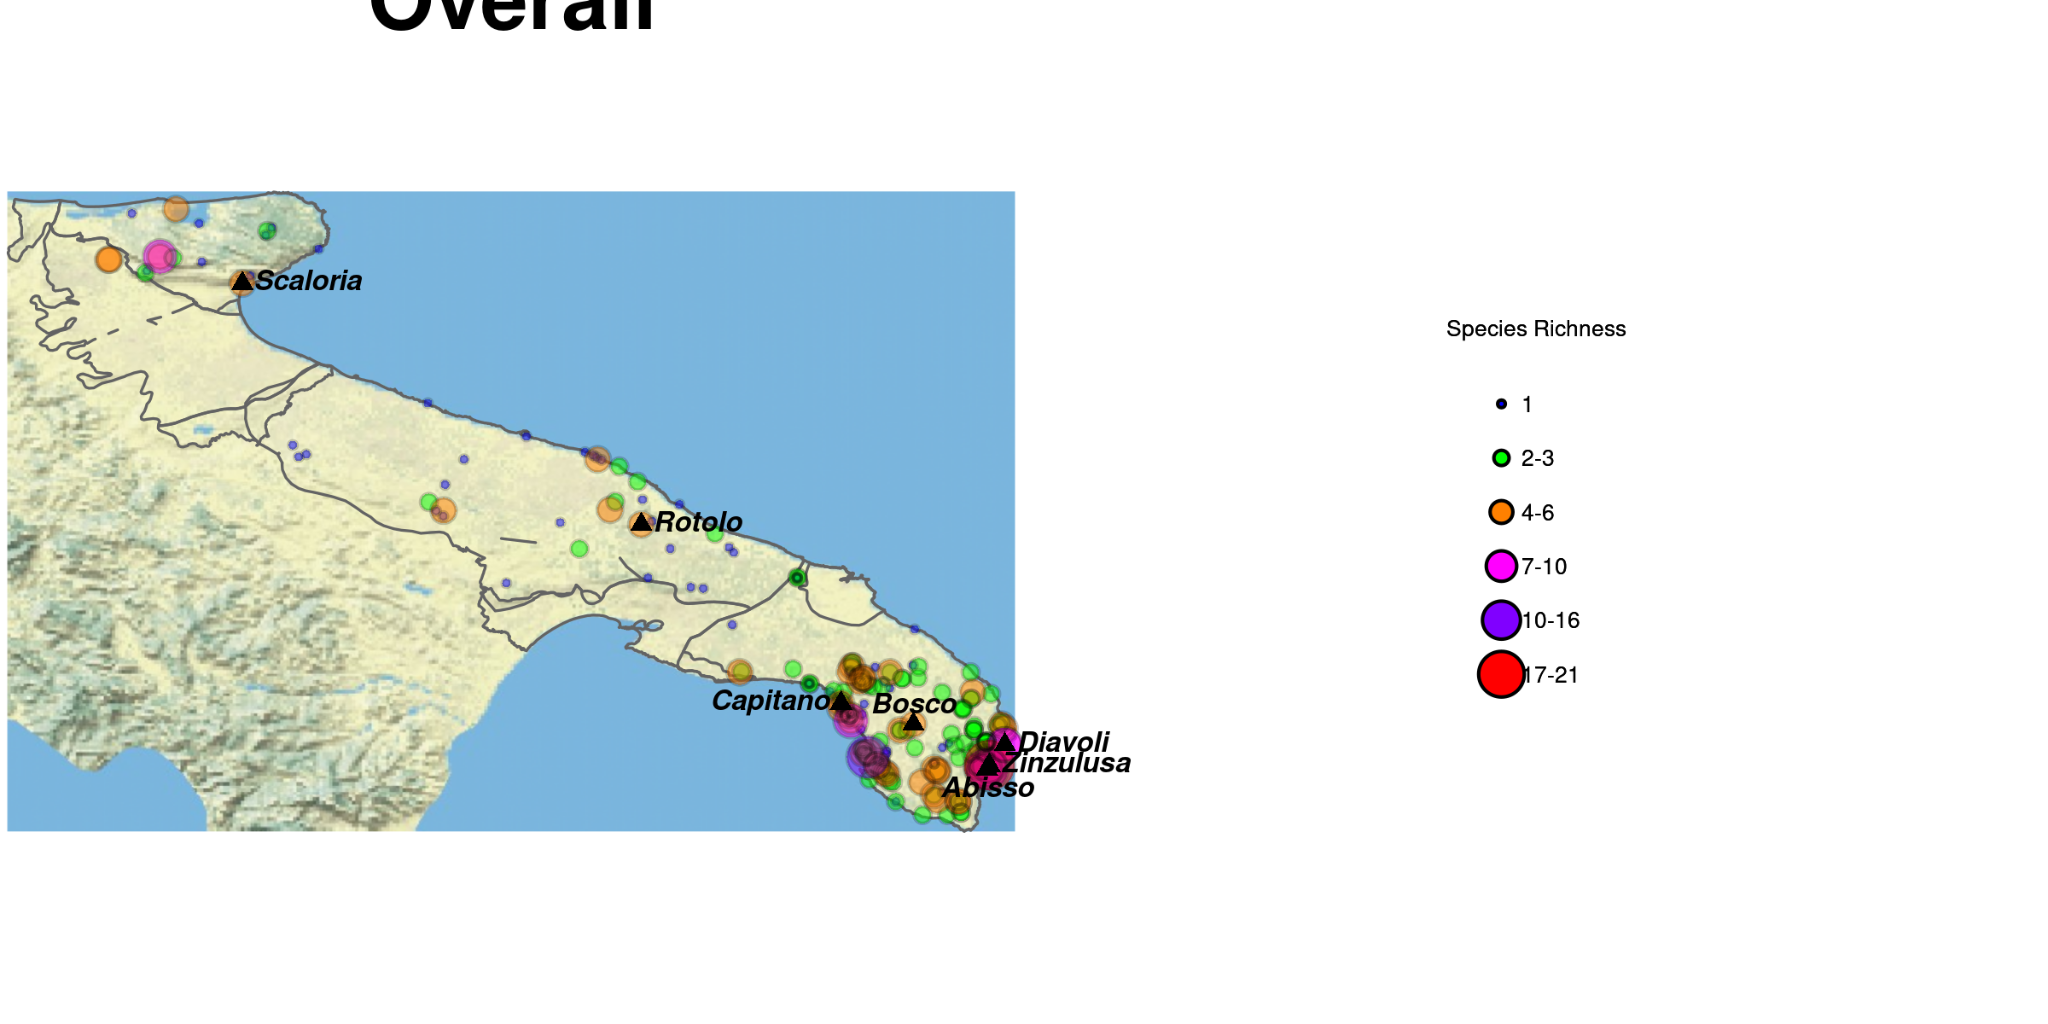 Overall
Scaloria
Rotolo
Capitano
Bosco
Diavoli
Zinzulusa
Abisso
Species Richness
1
2-3
4-6
7-10
10-16
17-21